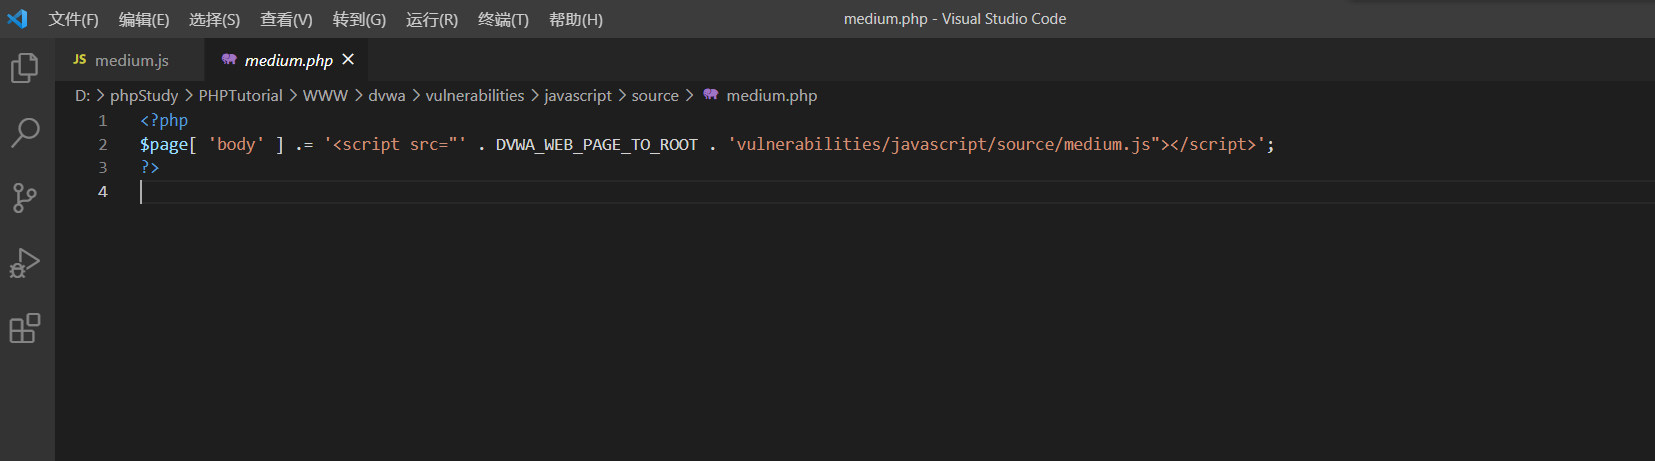 文件(F) 编辑(E) 选择(S) 查看(V) 转到(G) 运行(R) 终端(T) 帮助(H) medium.php - Visual Studio Code
JS medium.js medium.php ×
D: > phpStudy > PHPTutorial > WWW > dvwa > vulnerabilities > javascript > source > medium.php
1 <?php
2 $page[ 'body' ] .= '<script src="' . DVWA_WEB_PAGE_TO_ROOT . 'vulnerabilities/javascript/source/medium.js"></script>';
3 ?>
4